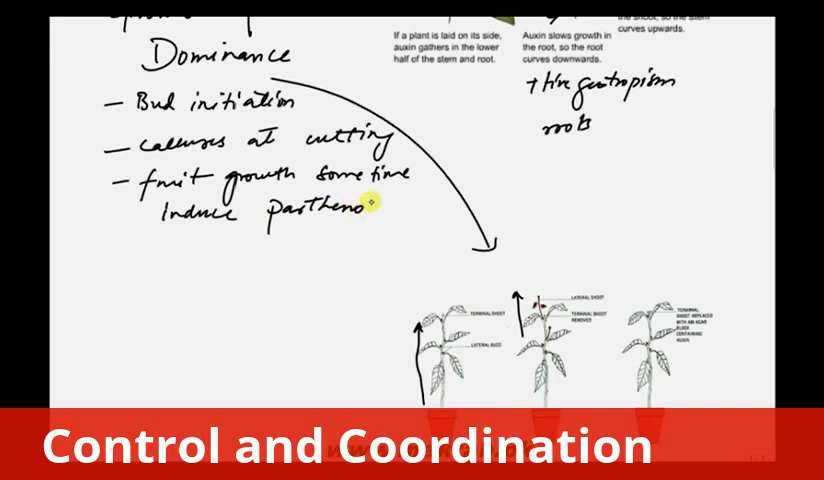 the shoot, so the stem
curves upwards.
If a plant is laid on its side,
auxin gathers in the lower
half of the stem and root.
Auxin slows growth in
the root, so the root
curves downwards.
Dominance
+tive geotropism
roots
— Bud initiation
— calluses at cutting
— fruit growth some time
Induce partheno
LATERAL SHOOT
TERMINAL SHOOT
TERMINAL SHOOT
REMOVED
LATERAL BUDS
TERMINAL
SHOOT REPLACED
WITH AN AGAR
BLOCK
CONTAINING
AUXIN
Control and Coordination